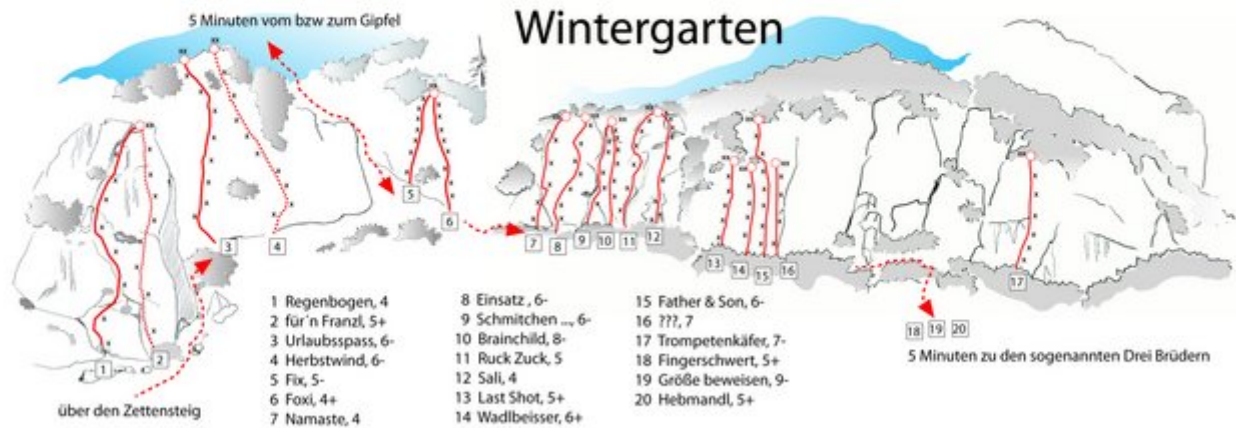 5 Minuten vom bzw zum Gipfel
Wintergarten
5
6
3
4
7
8
9
10
11
12
13
14
15
16
17
1
2
18
19
20
5 Minuten zu den sogenannten Drei Brüdern
über den Zettensteig
1 Regenbogen, 4
2 für´n Franzl, 5+
3 Urlaubsspass, 6-
4 Herbstwind, 6-
5 Fix, 5-
6 Foxi, 4+
7 Namaste, 4
8 Einsatz , 6-
9 Schmitchen ..., 6-
10 Brainchild, 8-
11 Ruck Zuck, 5
12 Sali, 4
13 Last Shot, 5+
14 Wadlbeisser, 6+
15 Father & Son, 6-
16 ???, 7
17 Trompetenkäfer, 7-
18 Fingerschwert, 5+
19 Größe beweisen, 9-
20 Hebmandl, 5+